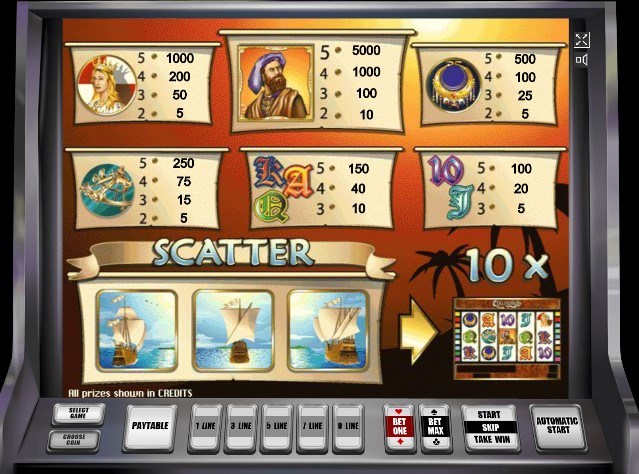 5 • 1000
4 • 200
3 • 50
2 • 5
5 • 5000
4 • 1000
3 • 100
2 • 10
5 • 500
4 • 100
3 • 25
2 • 5
5 • 250
4 • 75
3 • 15
2 • 5
K A
Q
5 • 150
4 • 40
3 • 10
10
J
5 • 100
4 • 20
3 • 5
SCATTER
10 x
All prizes shown in CREDITS
SELECT
GAME
CHOOSE
COIN
PAYTABLE
1 LINE
3 LINE
5 LINE
7 LINE
9 LINE
BET
ONE
BET
MAX
START
SKIP
TAKE WIN
AUTOMATIC
START